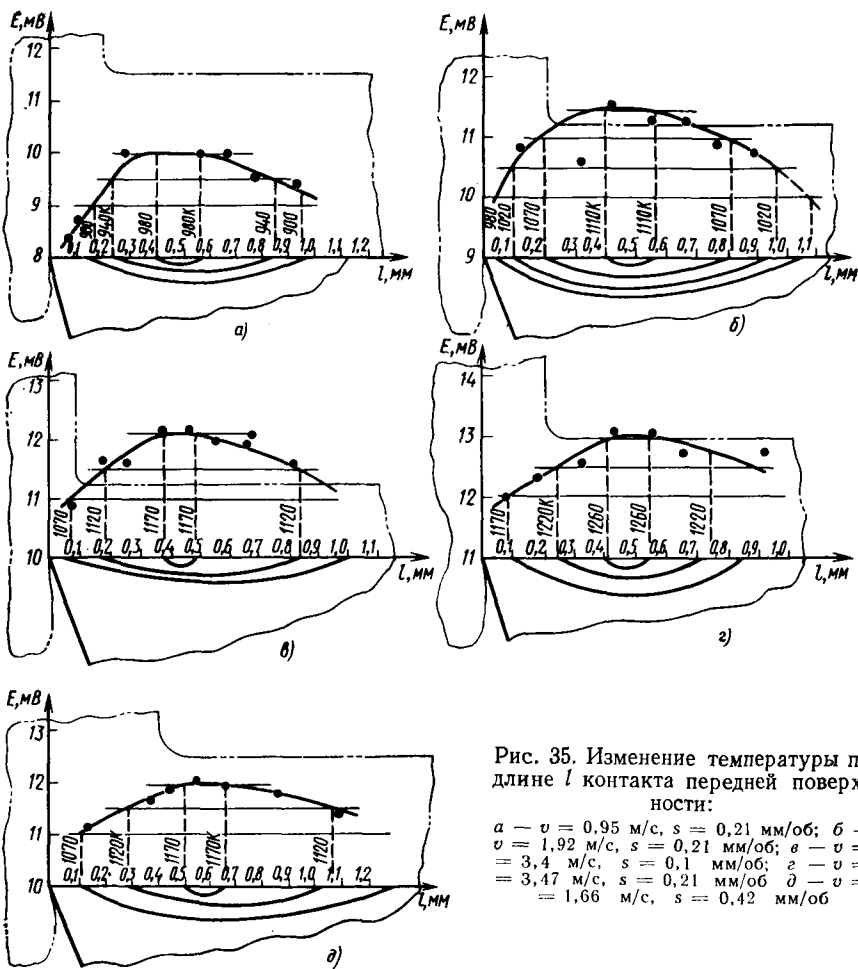 E,мВ
12
11
10
9
8
900
940К
980
980К
940
900
0,1 0,2 0,3 0,4 0,5 0,6 0,7 0,8 0,9 1,0 1,1 1,2
l,мм
а)
E,мВ
12
11
10
9
980
1020
1070
1110К
1110К
1070
1020
0,1 0,2 0,3 0,4 0,5 0,6 0,7 0,8 0,9 1,0 1,1
l,мм
б)
E,мВ
13
12
11
10
1070
1120
1170
1170
1120
0,1 0,2 0,3 0,4 0,5 0,6 0,7 0,8 0,9 1,0 1,1
l,мм
в)
E,мВ
14
13
12
11
1170
1220К
1260
1260
1220
0,1 0,2 0,3 0,4 0,5 0,6 0,7 0,8 0,9 1,0
l,мм
г)
E,мВ
13
12
11
10
1070
1120К
1170
1170К
1120
0,1 0,2 0,3 0,4 0,5 0,6 0,7 0,8 0,9 1,0 1,1 1,2
l,мм
д)
Рис. 35. Изменение температуры п
длине l контакта передней поверх
ности:
а — v = 0,95 м/с, s = 0,21 мм/об; б —
v = 1,92 м/с, s = 0,21 мм/об; в — v =
= 3,4 м/с, s = 0,1 мм/об; г — v =
= 3,47 м/с, s = 0,21 мм/об д — v =
= 1,66 м/с, s = 0,42 мм/об